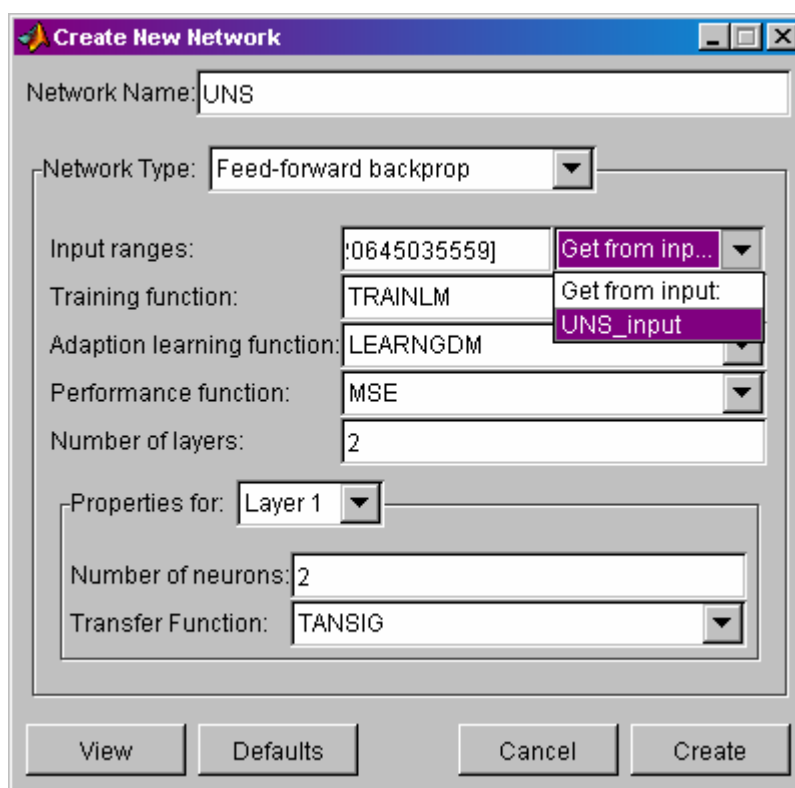 Create New Network
Network Name: UNS
Network Type: Feed-forward backprop
Input ranges: 0645035559] Get from inp...
Get from input:
Training function: TRAINLM
UNS_input
Adaption learning function: LEARNGDM
Performance function: MSE
Number of layers: 2
Properties for: Layer 1
Number of neurons: 2
Transfer Function: TANSIG
View Defaults Cancel Create